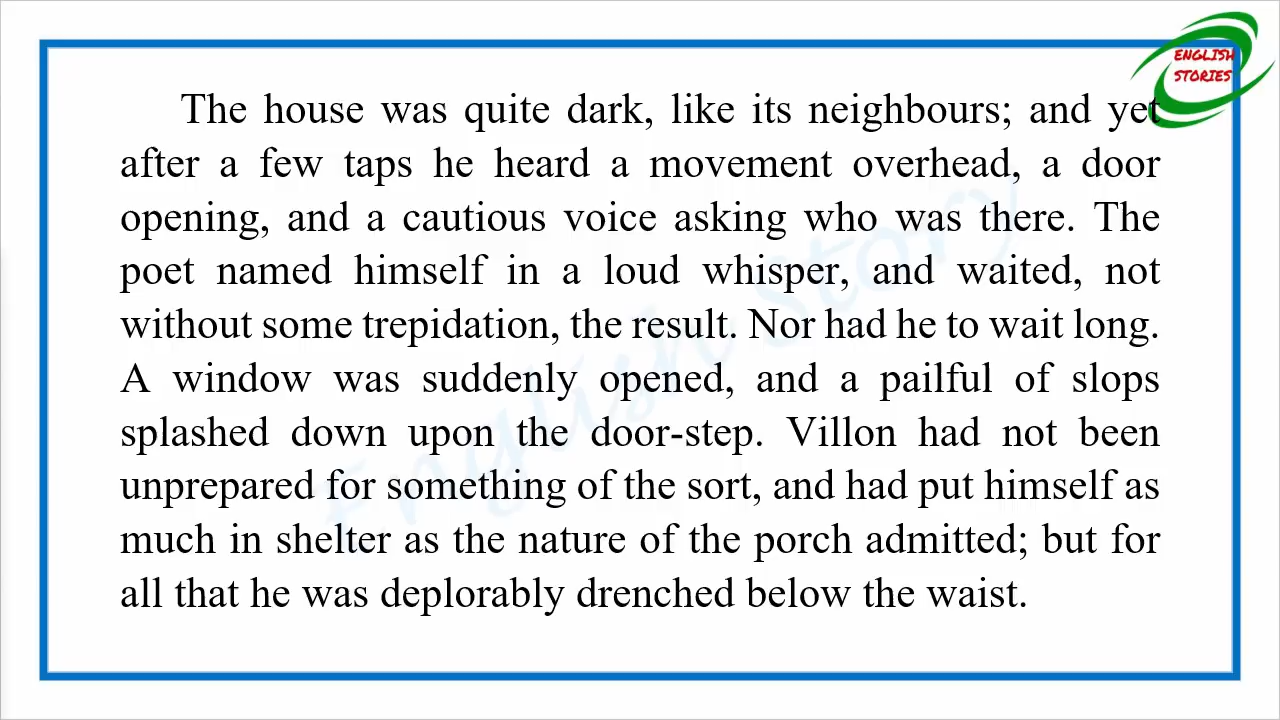 ENGLISH
STORIES
The house was quite dark, like its neighbours; and yet
after a few taps he heard a movement overhead, a door
opening, and a cautious voice asking who was there. The
poet named himself in a loud whisper, and waited, not
without some trepidation, the result. Nor had he to wait long.
A window was suddenly opened, and a pailful of slops
splashed down upon the door-step. Villon had not been
unprepared for something of the sort, and had put himself as
much in shelter as the nature of the porch admitted; but for
all that he was deplorably drenched below the waist.
English Story